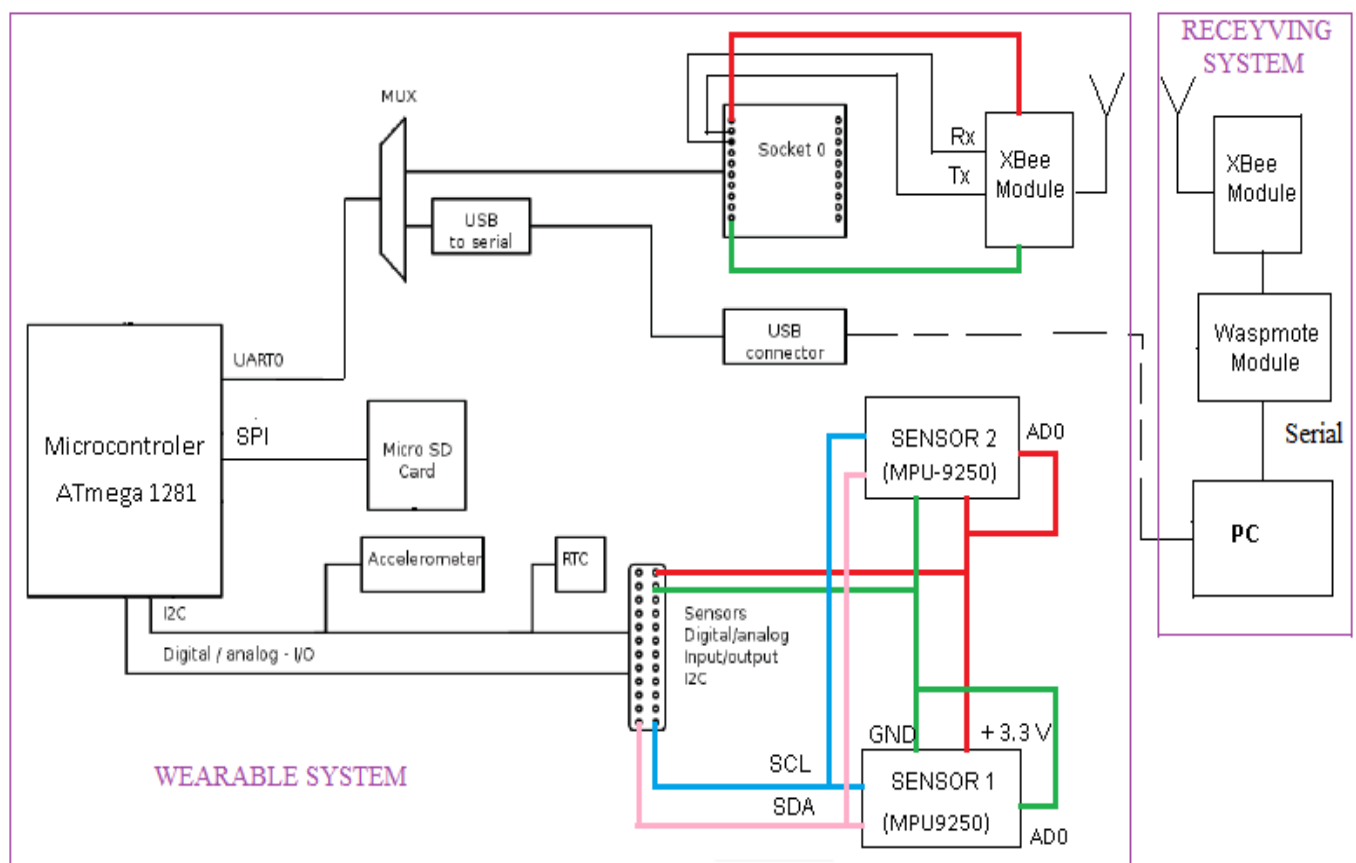 RECEYVING
SYSTEM
MUX
Socket 0
Rx
Tx
XBee
Module
XBee
Module
USB
to serial
USB
connector
Waspmote
Module
Serial
PC
UART0
SPI
Microcontroler
ATmega 1281
Micro SD
Card
Accelerometer
RTC
I2C
Digital / analog - I/O
Sensors
Digital/analog
Input/output
I2C
SENSOR 2
(MPU-9250)
AD0
GND
+ 3.3 V
SCL
SDA
SENSOR 1
(MPU9250)
AD0
WEARABLE SYSTEM